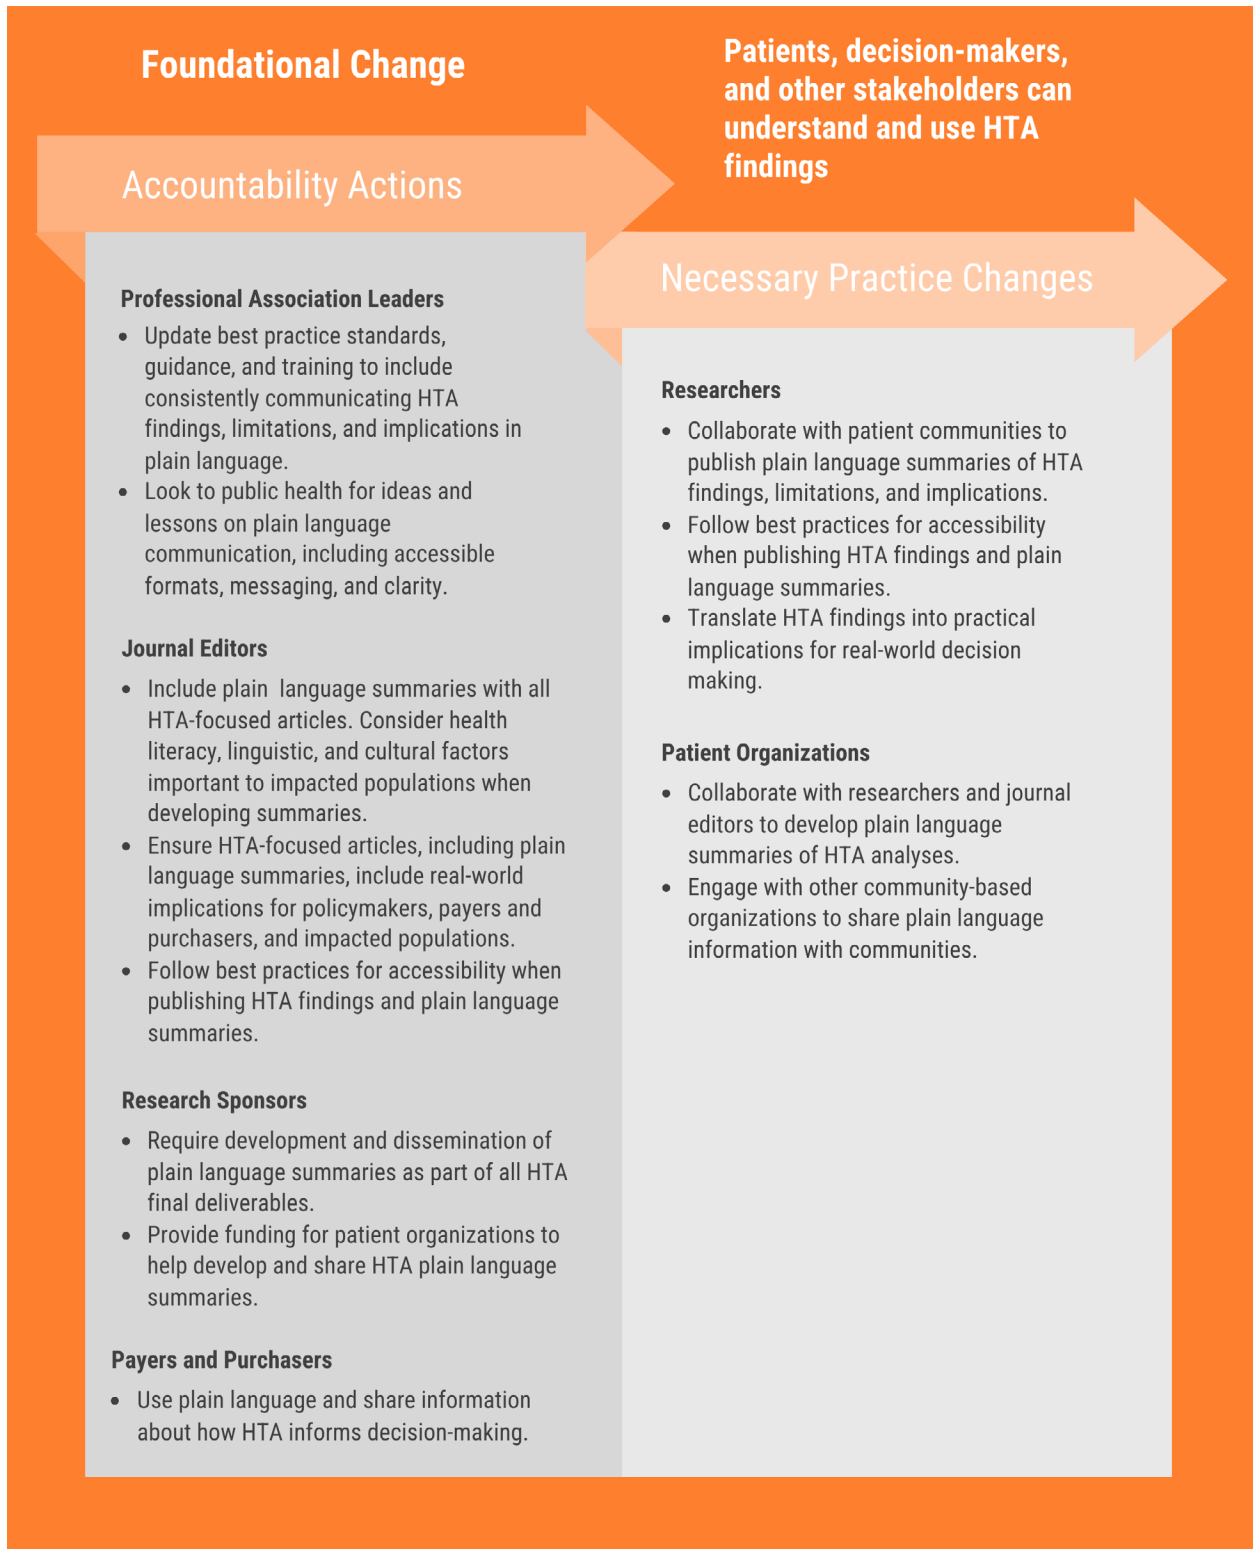 Foundational Change
Patients, decision-makers,
and other stakeholders can
understand and use HTA
findings
Accountability Actions
Professional Association Leaders
• Update best practice standards,
guidance, and training to include
consistently communicating HTA
findings, limitations, and implications in
plain language.
• Look to public health for ideas and
lessons on plain language
communication, including accessible
formats, messaging, and clarity.
Journal Editors
• Include plain  language summaries with all
HTA-focused articles. Consider health
literacy, linguistic, and cultural factors
important to impacted populations when
developing summaries.
• Ensure HTA-focused articles, including plain
language summaries, include real-world
implications for policymakers, payers and
purchasers, and impacted populations.
• Follow best practices for accessibility when
publishing HTA findings and plain language
summaries.
Research Sponsors
• Require development and dissemination of
plain language summaries as part of all HTA
final deliverables.
• Provide funding for patient organizations to
help develop and share HTA plain language
summaries.
Payers and Purchasers
• Use plain language and share information
about how HTA informs decision-making.
Necessary Practice Changes
Researchers
• Collaborate with patient communities to
publish plain language summaries of HTA
findings, limitations, and implications.
• Follow best practices for accessibility
when publishing HTA findings and plain
language summaries.
• Translate HTA findings into practical
implications for real-world decision
making.
Patient Organizations
• Collaborate with researchers and journal
editors to develop plain language
summaries of HTA analyses.
• Engage with other community-based
organizations to share plain language
information with communities.